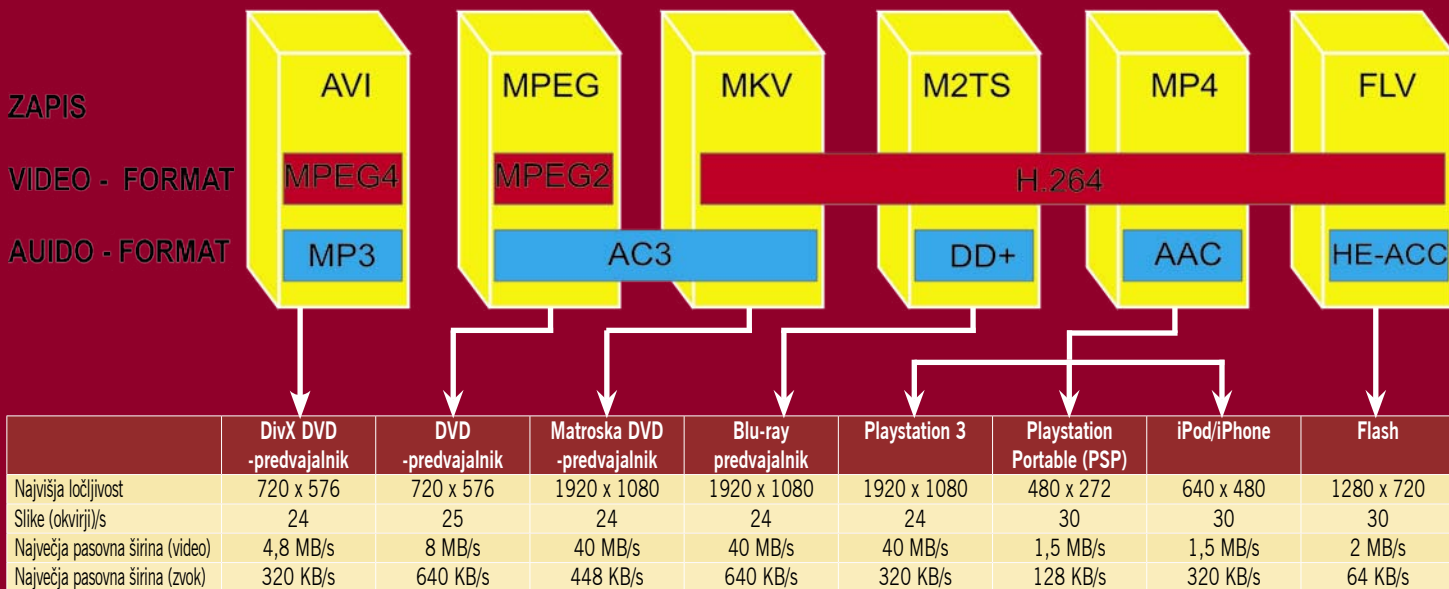 AVI MPEG MKV M2TS MP4 FLV
ZAPIS
VIDEO - FORMAT MPEG4 MPEG2 H.264
AUIDO - FORMAT MP3 AC3 DD+ AAC HE-ACC
DivX DVD DVD Matroska DVD Blu-ray Playstation 3 Playstation iPod/iPhone Flash
-predvajalnik -predvajalnik -predvajalnik predvajalnik Portable (PSP)
Najvišja ločljivost 720 x 576 720 x 576 1920 x 1080 1920 x 1080 1920 x 1080 480 x 272 640 x 480 1280 x 720
Slike (okvirji)/s 24 25 24 24 24 30 30 30
Največja pasovna širina (video) 4,8 MB/s 8 MB/s 40 MB/s 40 MB/s 40 MB/s 1,5 MB/s 1,5 MB/s 2 MB/s
Največja pasovna širina (zvok) 320 KB/s 640 KB/s 448 KB/s 640 KB/s 320 KB/s 128 KB/s 320 KB/s 64 KB/s